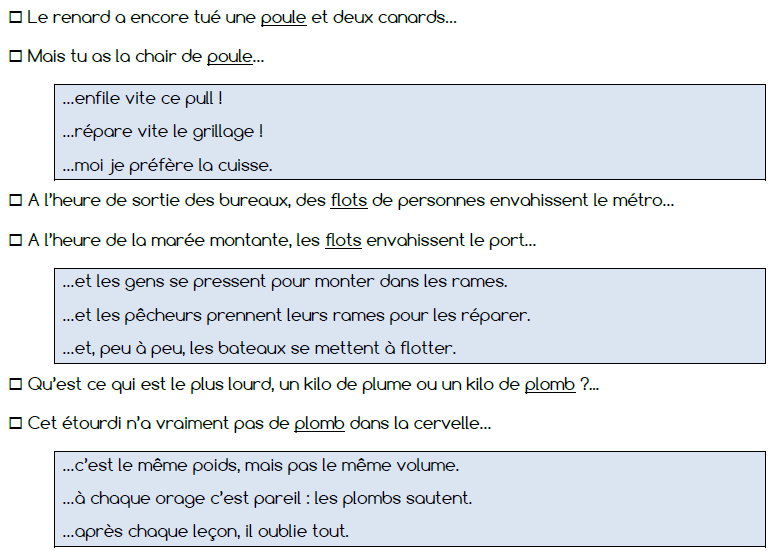 □ Le renard a encore tué une poule et deux canards...
□ Mais tu as la chair de poule...
...enfile vite ce pull !
...répare vite le grillage !
...moi je préfère la cuisse.
□ A l'heure de sortie des bureaux, des flots de personnes envahissent le métro...
□ A l'heure de la marée montante, les flots envahissent le port...
...et les gens se pressent pour monter dans les rames.
...et les pêcheurs prennent leurs rames pour les réparer.
...et, peu à peu, les bateaux se mettent à flotter.
□ Qu'est ce qui est le plus lourd, un kilo de plume ou un kilo de plomb ?...
□ Cet étourdi n'a vraiment pas de plomb dans la cervelle...
...c'est le même poids, mais pas le même volume.
...à chaque orage c'est pareil : les plombs sautent.
...après chaque leçon, il oublie tout.